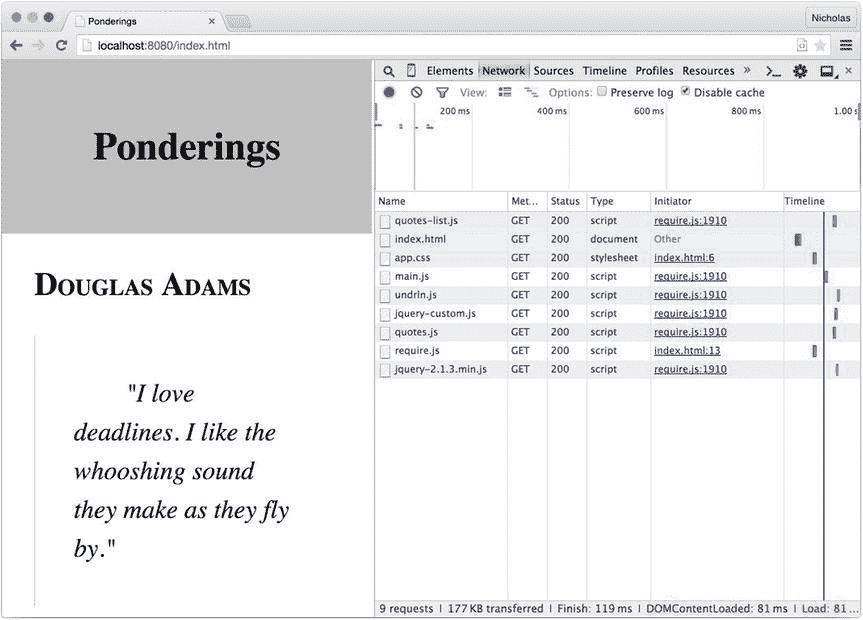 Ponderings
Nicholas
localhost:8080/index.html
Ponderings
Douglas Adams
"I love
deadlines. I like the
whooshing sound
they make as they fly
by."
Elements Network Sources Timeline Profiles Resources »
View: Options: Preserve log Disable cache
200 ms 400 ms 600 ms 800 ms 1.00 s
Name Met... Status Type Initiator Timeline
quotes-list.js GET 200 script require.js:1910
index.html GET 200 document Other
app.css GET 200 stylesheet index.html:6
main.js GET 200 script require.js:1910
undrln.js GET 200 script require.js:1910
jquery-custom.js GET 200 script require.js:1910
quotes.js GET 200 script require.js:1910
require.js GET 200 script index.html:13
jquery-2.1.3.min.js GET 200 script require.js:1910
9 requests | 177 KB transferred | Finish: 119 ms | DOMContentLoaded: 81 ms | Load: 81 ...